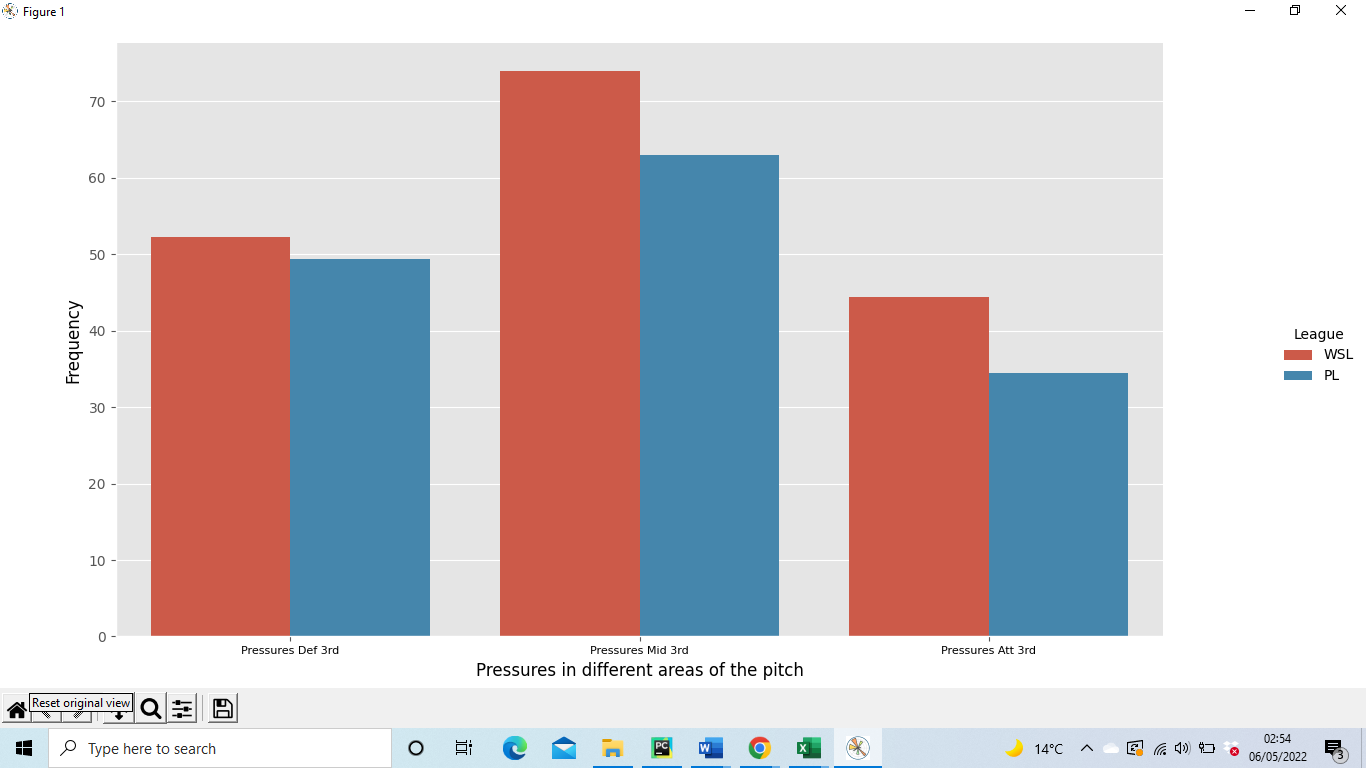 Figure 1
70
60
50
40
30
20
10
0
Frequency
Pressures Def 3rd
Pressures Mid 3rd
Pressures Att 3rd
Pressures in different areas of the pitch
League
WSL
PL
Reset original view
Type here to search
PC
W
X
14°C
02:54
06/05/2022
3